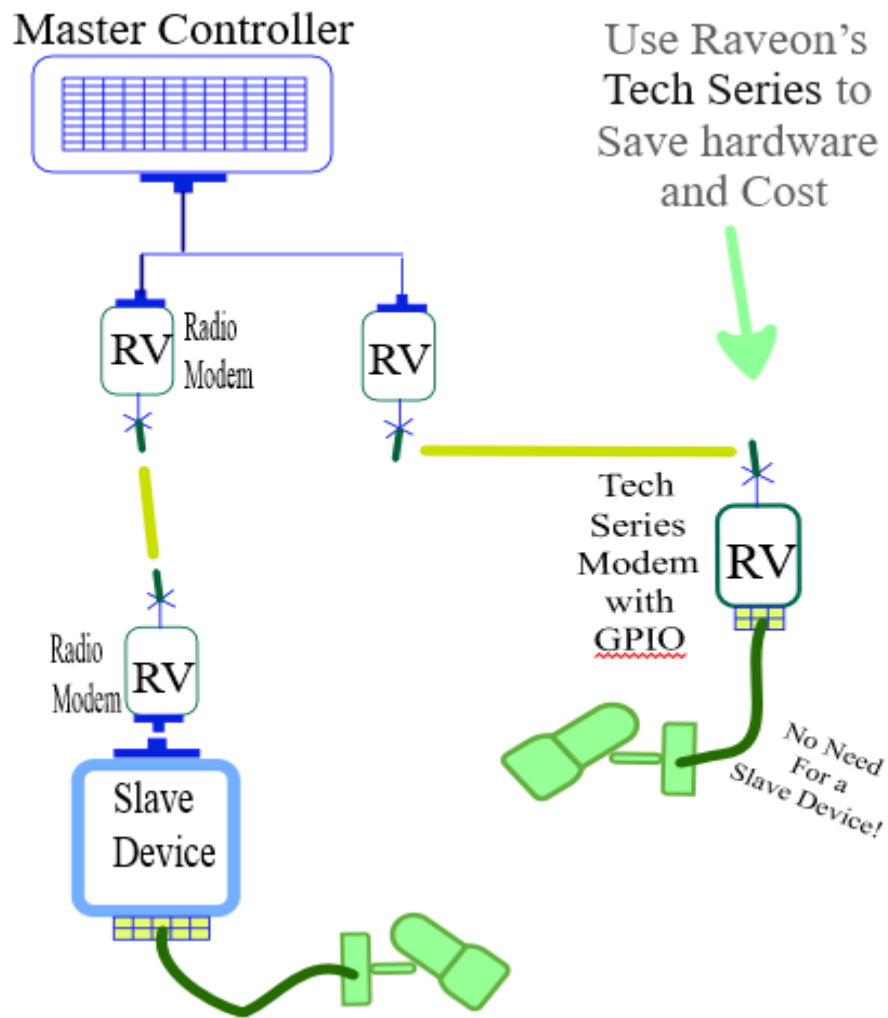 Master Controller
Use Raveon's
Tech Series to
Save hardware
and Cost
RV
Radio
Modem
RV
Tech
Series
Modem
with
GPIO
RV
Radio
Modem
RV
No Need
For a
Slave Device!
Slave
Device